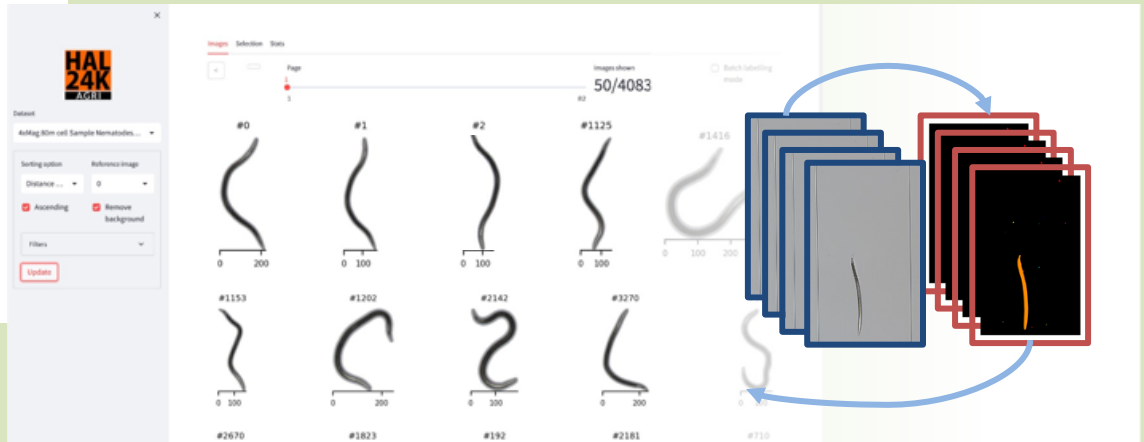 HAL
24K
AGRI
Dataset
4xMag 80m cell Sample Nematodes...
Sorting option
Reference image
Distance ...
0
Ascending
Remove
background
Filters
Update
Images Selection Stats
<
Page
1
1
82
Images shown
50/4083
Batch labelling
mode
#0 #1 #2 #1125 #1416
0 200 0 100 0 100 0 100 0 100 200
#1153 #1202 #2142 #3270
0 100 0 200 0 100 0 200 0
#2670 #1823 #192 #2181 #710